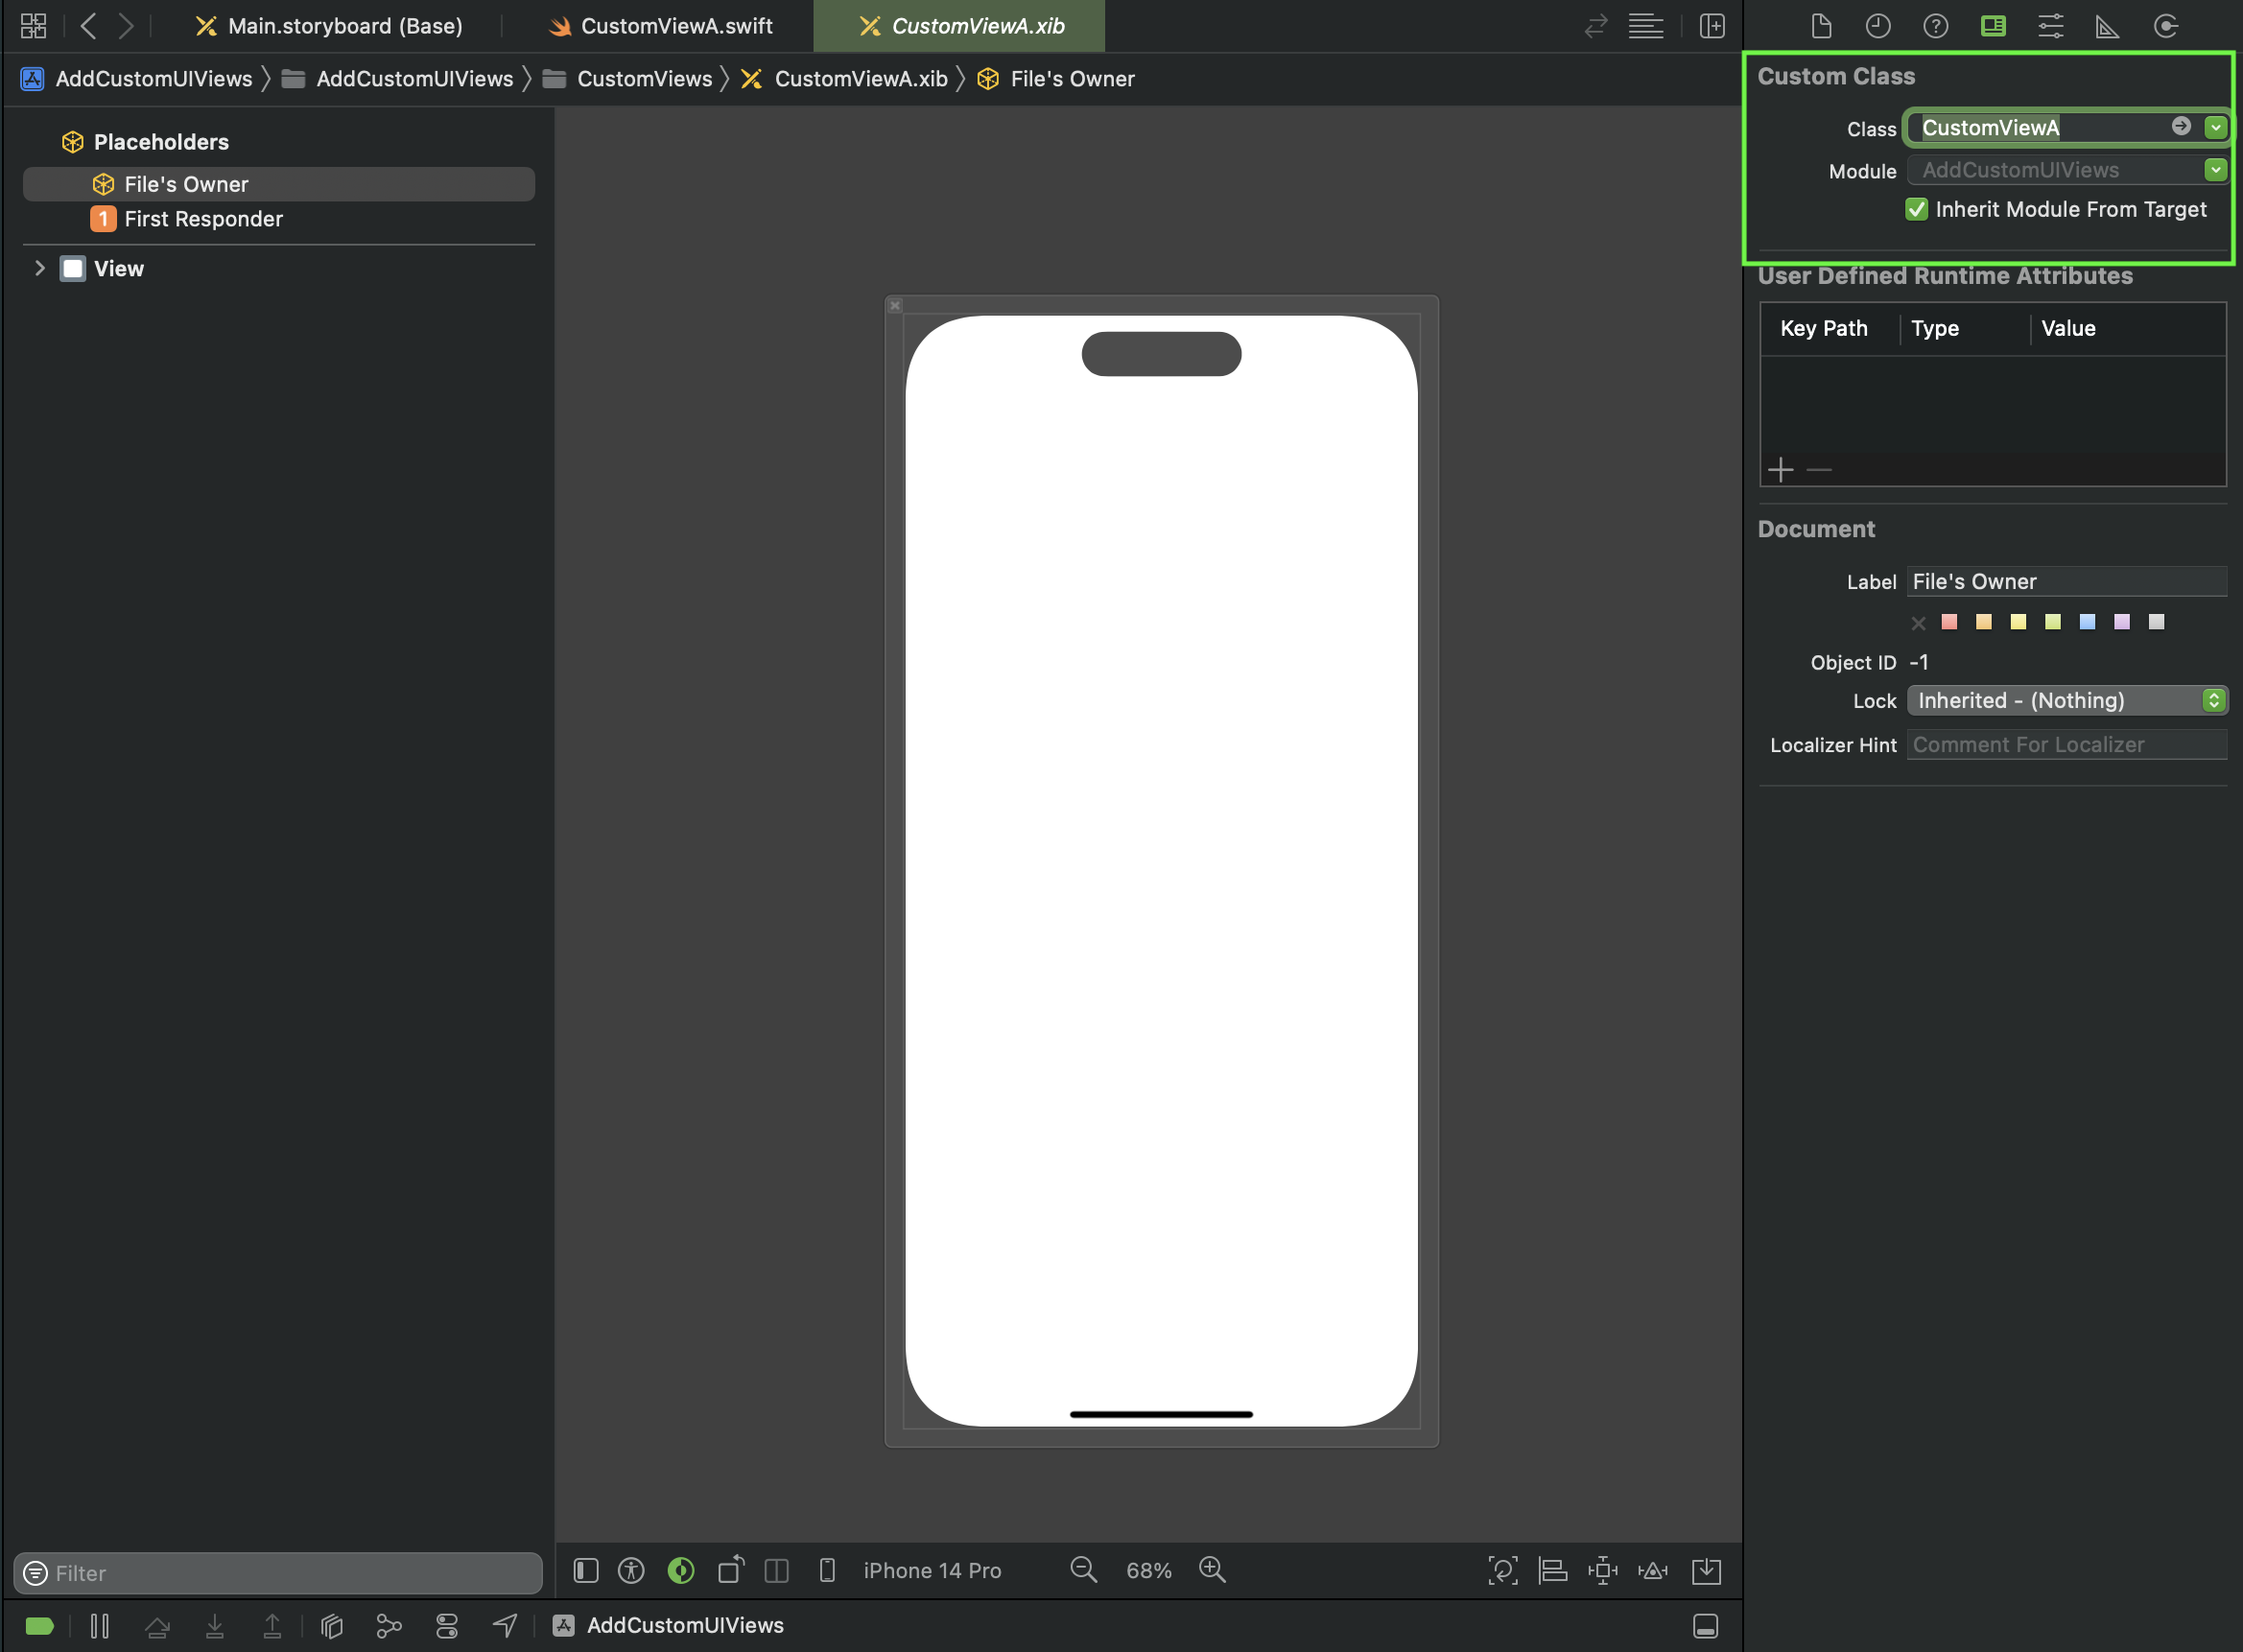 Main.storyboard (Base)
CustomViewA.swift
CustomViewA.xib
AddCustomUIViews
AddCustomUIViews
CustomViews
CustomViewA.xib
File's Owner
Placeholders
File's Owner
1 First Responder
View
Custom Class
Class CustomViewA
Module AddCustomUIViews
Inherit Module From Target
User Defined Runtime Attributes
Key Path Type Value
Document
Label File's Owner
Object ID -1
Lock Inherited - (Nothing)
Localizer Hint Comment For Localizer
Filter
iPhone 14 Pro
68%
AddCustomUIViews